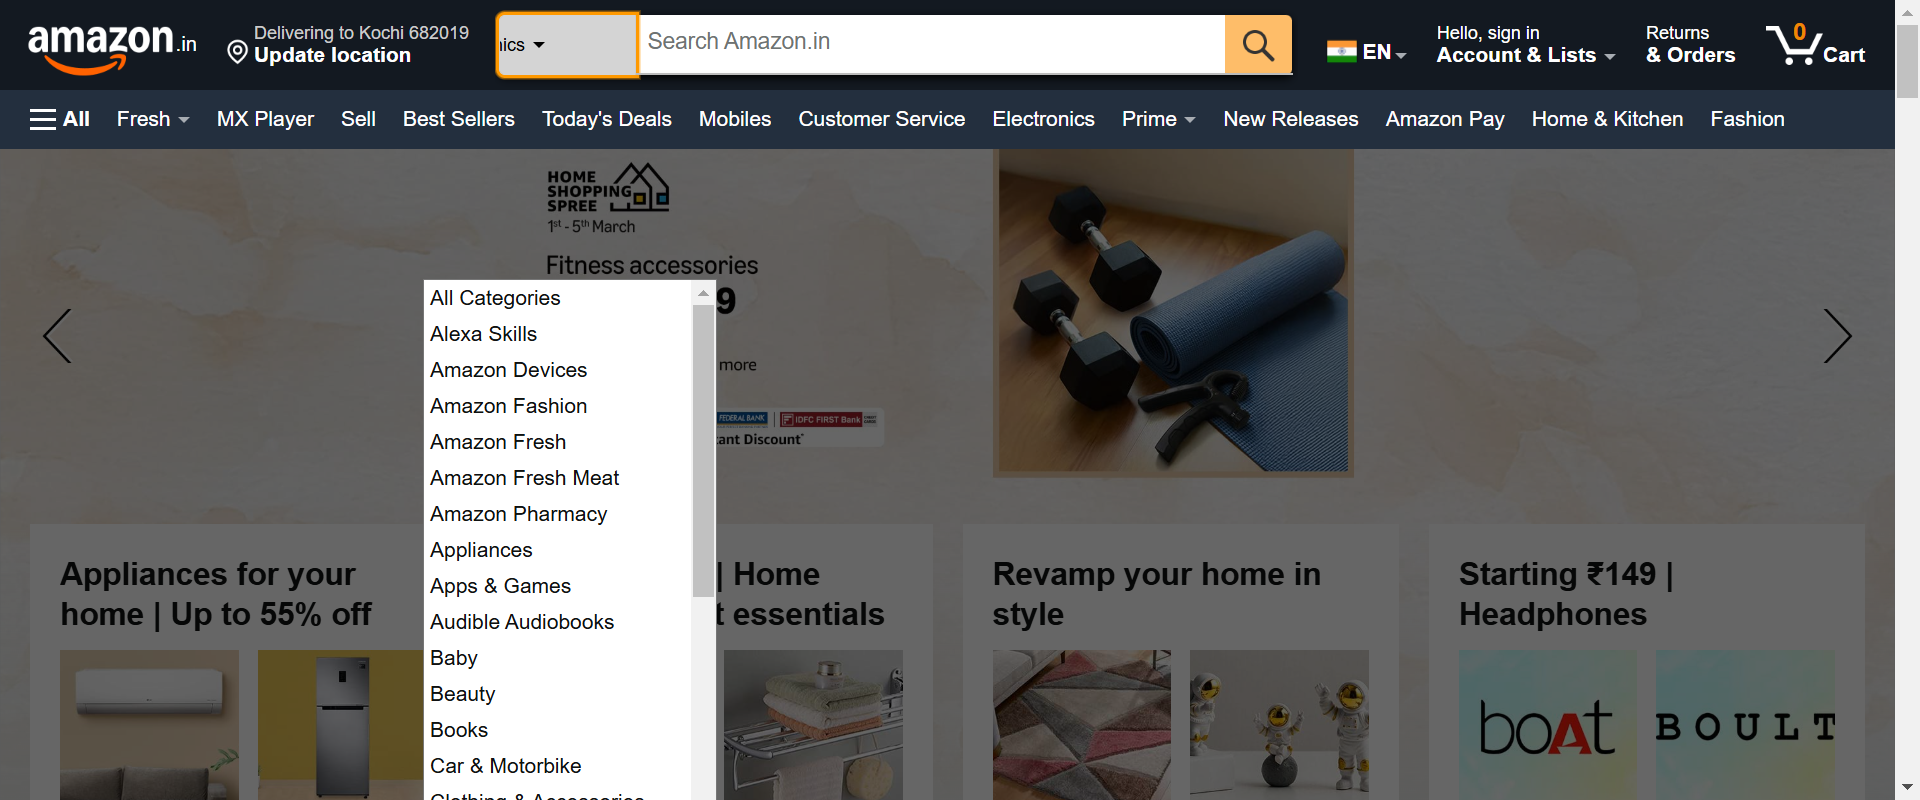 amazon.in
Delivering to Kochi 682019
Update location
Search Amazon.in
EN
Hello, sign in
Account & Lists
Returns
& Orders
0
Cart
All
Fresh
MX Player
Sell
Best Sellers
Today's Deals
Mobiles
Customer Service
Electronics
Prime
New Releases
Amazon Pay
Home & Kitchen
Fashion
HOME
SHOPPING
SPREE
1st - 5th March
Fitness accessories
9
more
FEDERAL BANK
IDFC FIRST Bank
Discount*
All Categories
Alexa Skills
Amazon Devices
Amazon Fashion
Amazon Fresh
Amazon Fresh Meat
Amazon Pharmacy
Appliances
Apps & Games
Audible Audiobooks
Baby
Beauty
Books
Car & Motorbike
Clothing & Accessories
Appliances for your
home | Up to 55% off
| Home
essentials
Revamp your home in
style
Starting ₹149 |
Headphones
boAt
BOULT